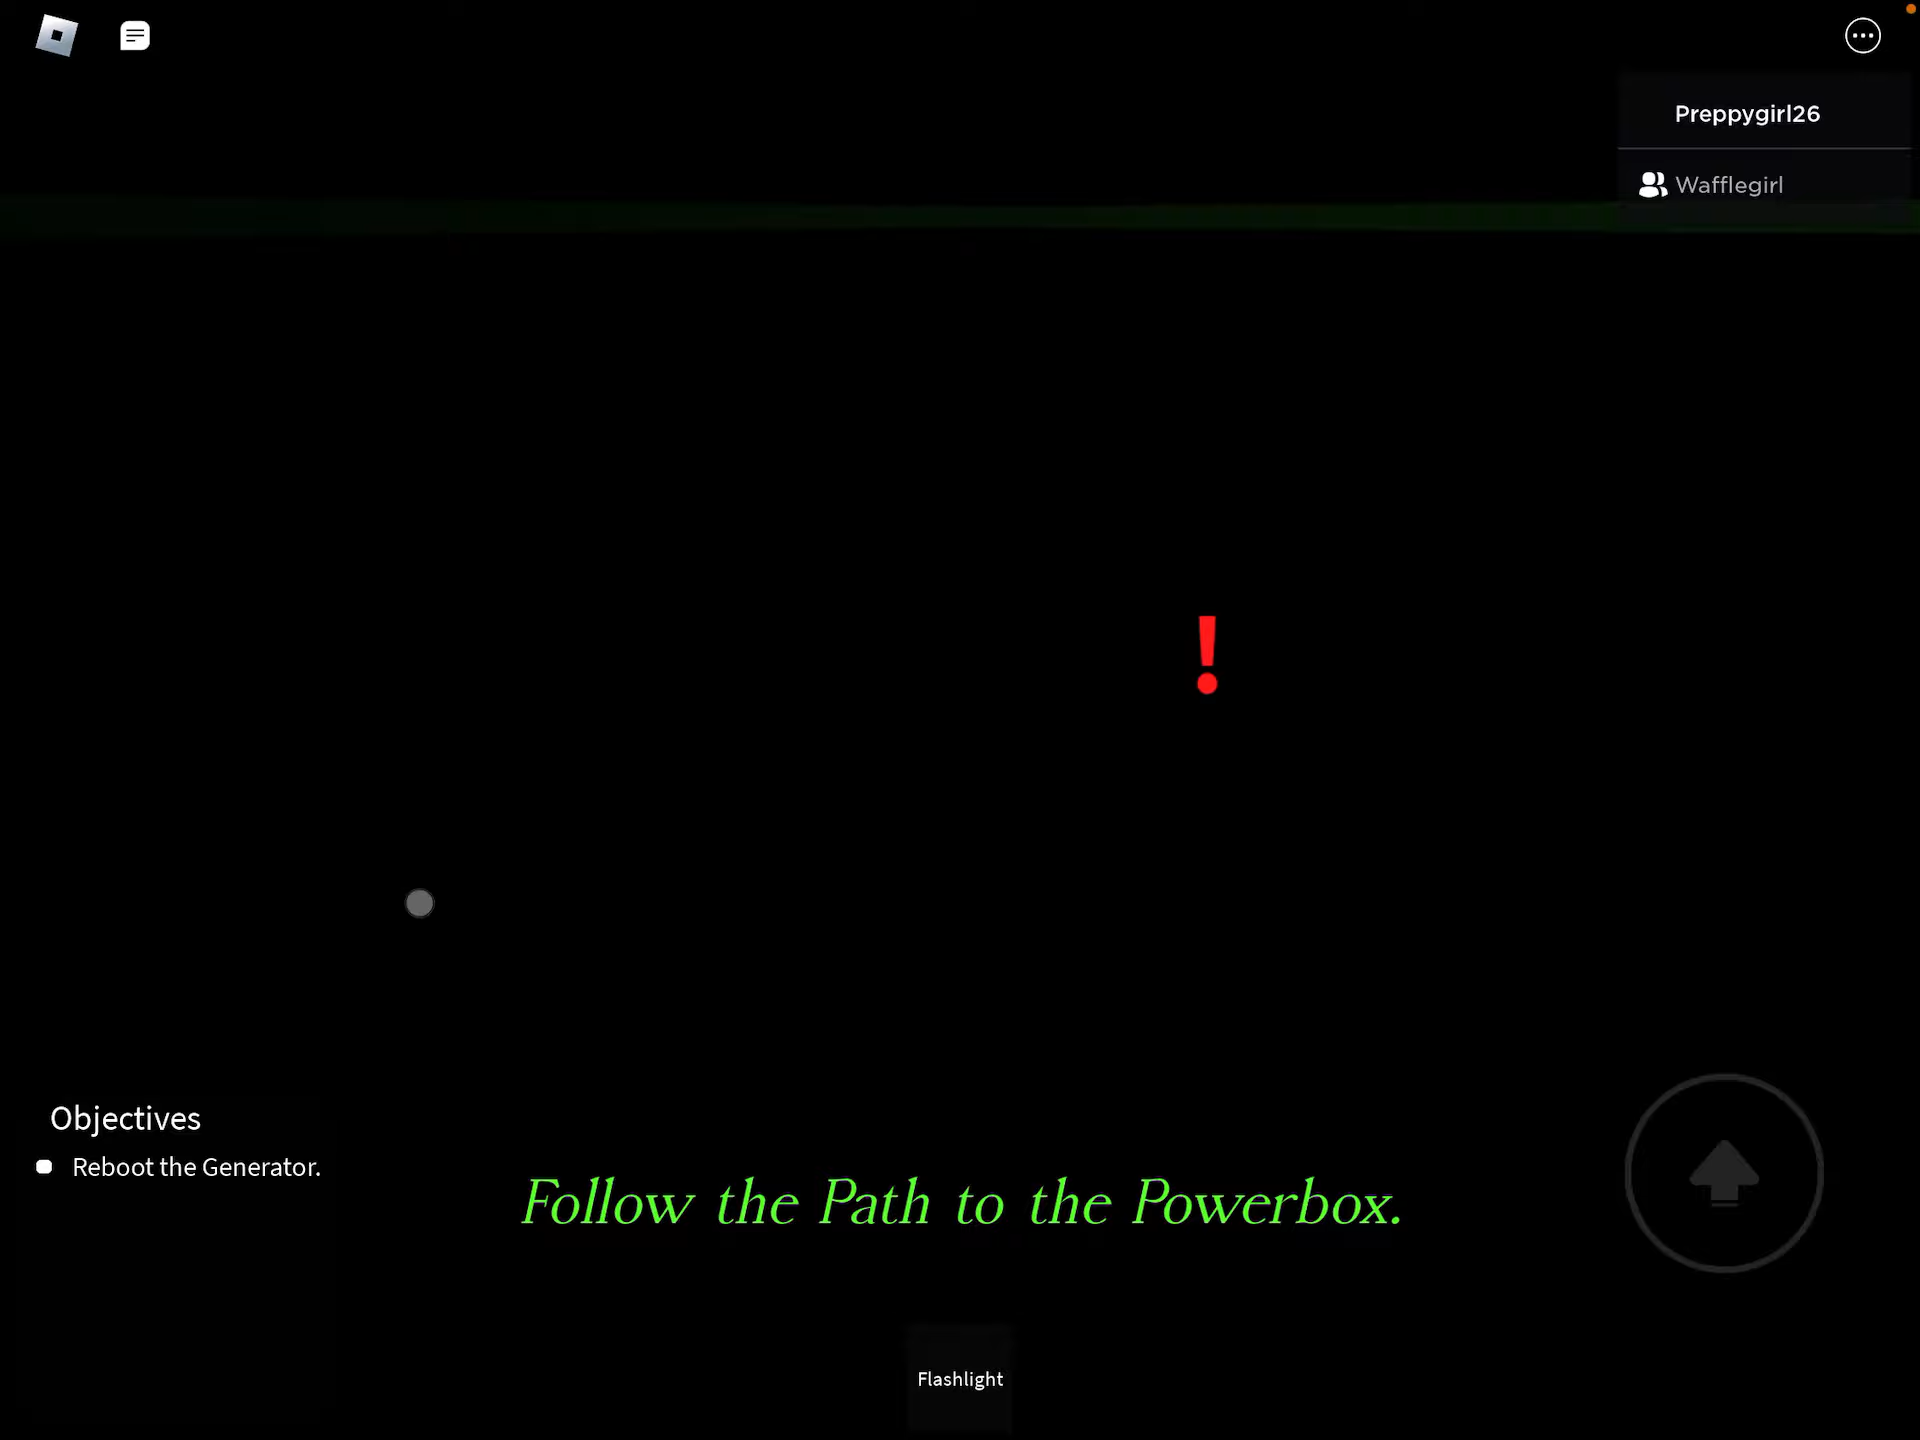 Preppygirl26
Wafflegirl
!
Objectives
Reboot the Generator.
Follow the Path to the Powerbox.
Flashlight